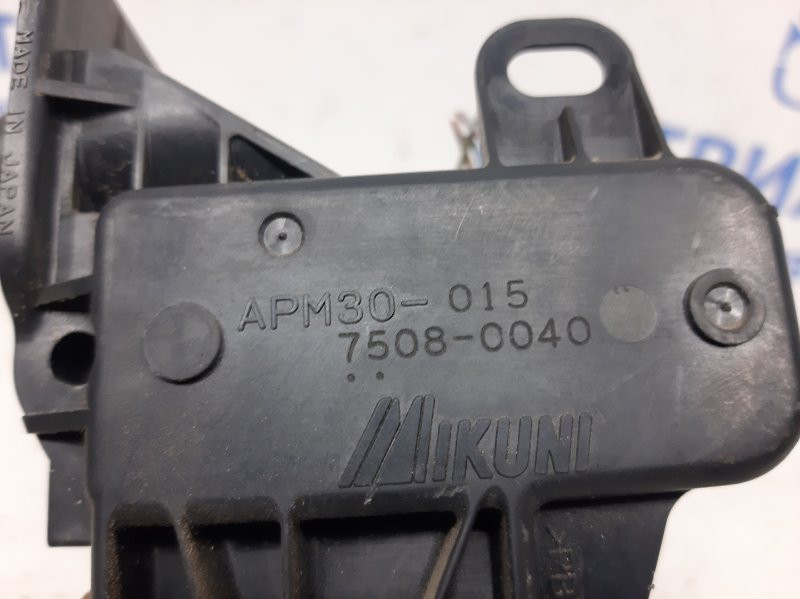 MADE IN JAPAN
APM30- 015
7508-0040
MIKUNI